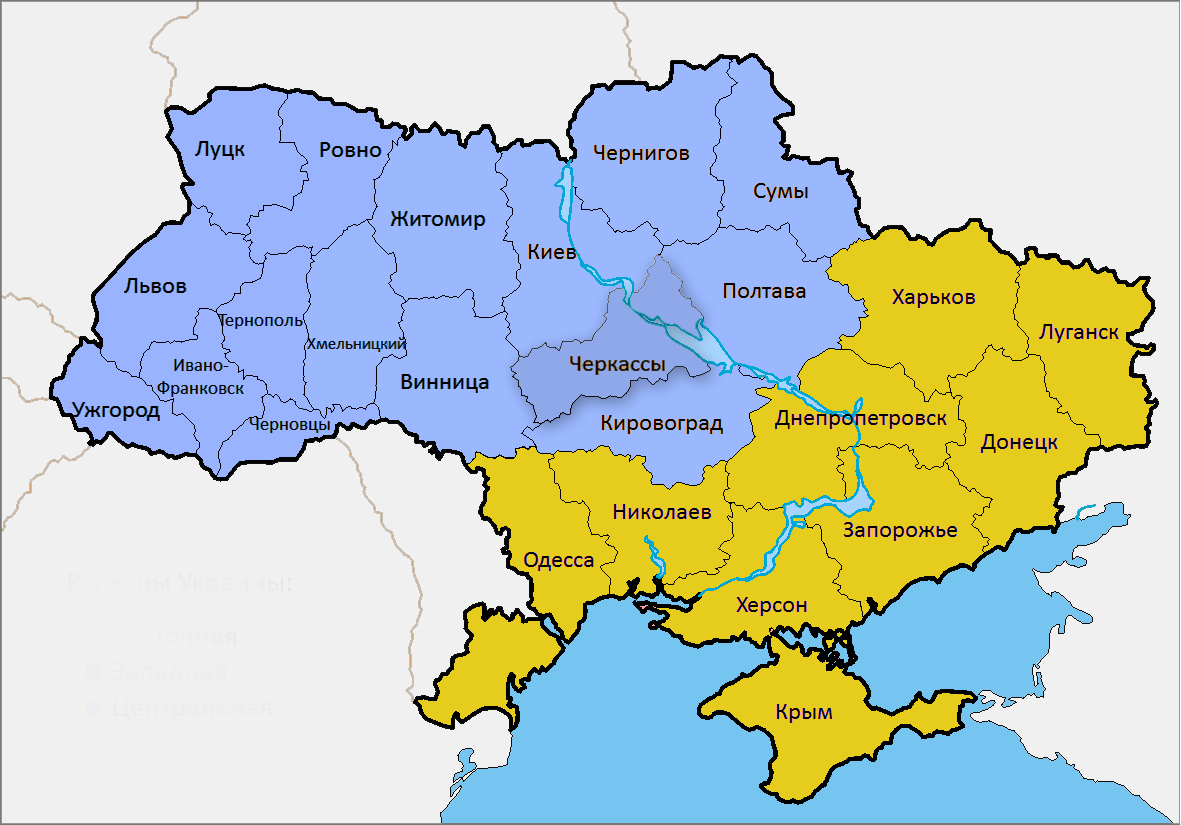 Луцк
Ровно
Чернигов
Сумы
Житомир
Киев
Львов
Полтава
Харьков
Тернополь
Луганск
Хмельницкий
Ивано-
Франковск
Черкассы
Винница
Ужгород
Черновцы
Кировоград
Днепропетровск
Донецк
Николаев
Запорожье
Одесса
Херсон
Крым
Регионы Украины:
Восточная
Западная
Центральная